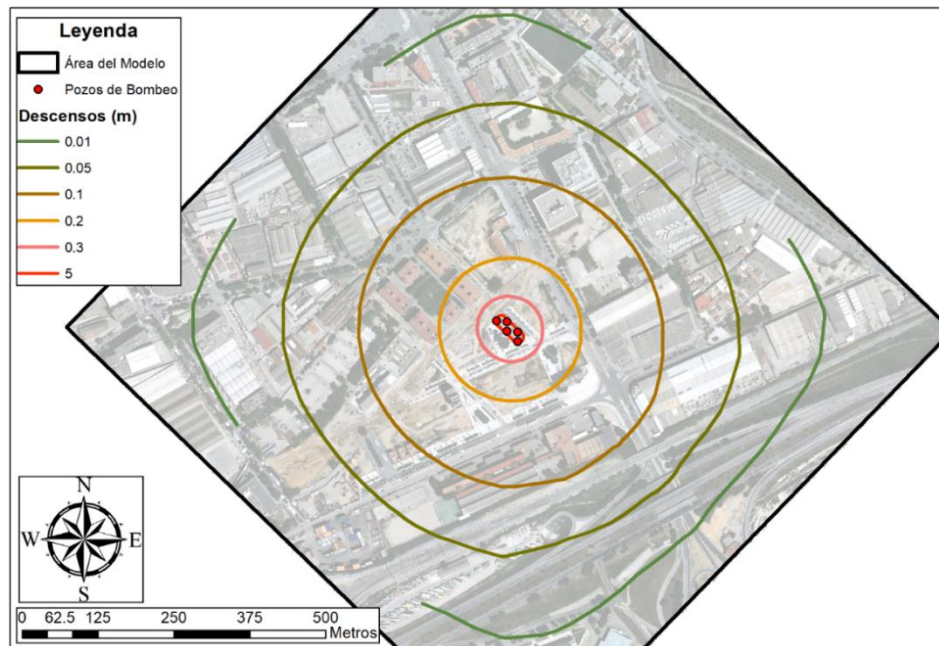 Leyenda
Área del Modelo
Pozos de Bombeo
Descensos (m)
0.01
0.05
0.1
0.2
0.3
5
N
W E
S
0 62.5 125 250 375 500
Metros